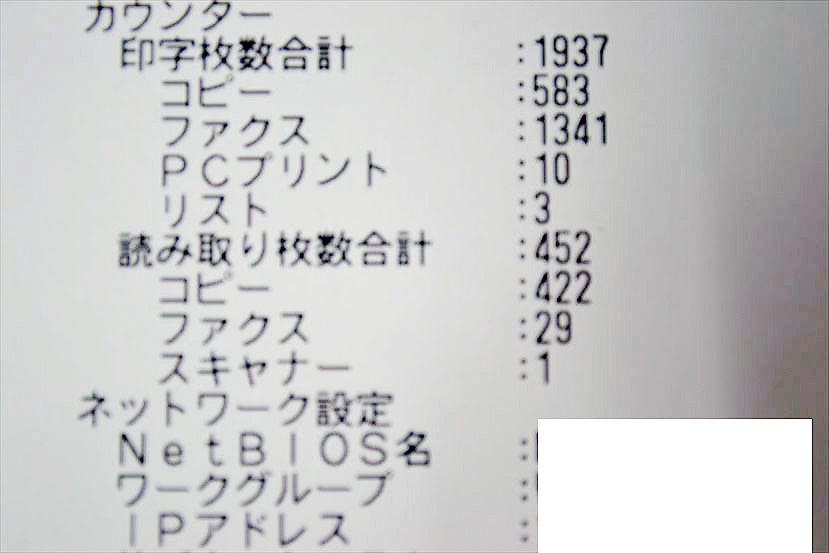 カウンター
印字枚数合計 :1937
コピー :583
ファクス :1341
PCプリント :10
リスト :3
読み取り枚数合計 :452
コピー :422
ファクス :29
スキャナー :1
ネットワーク設定
NetBIOS名 :
ワークグループ :
IPアドレス :